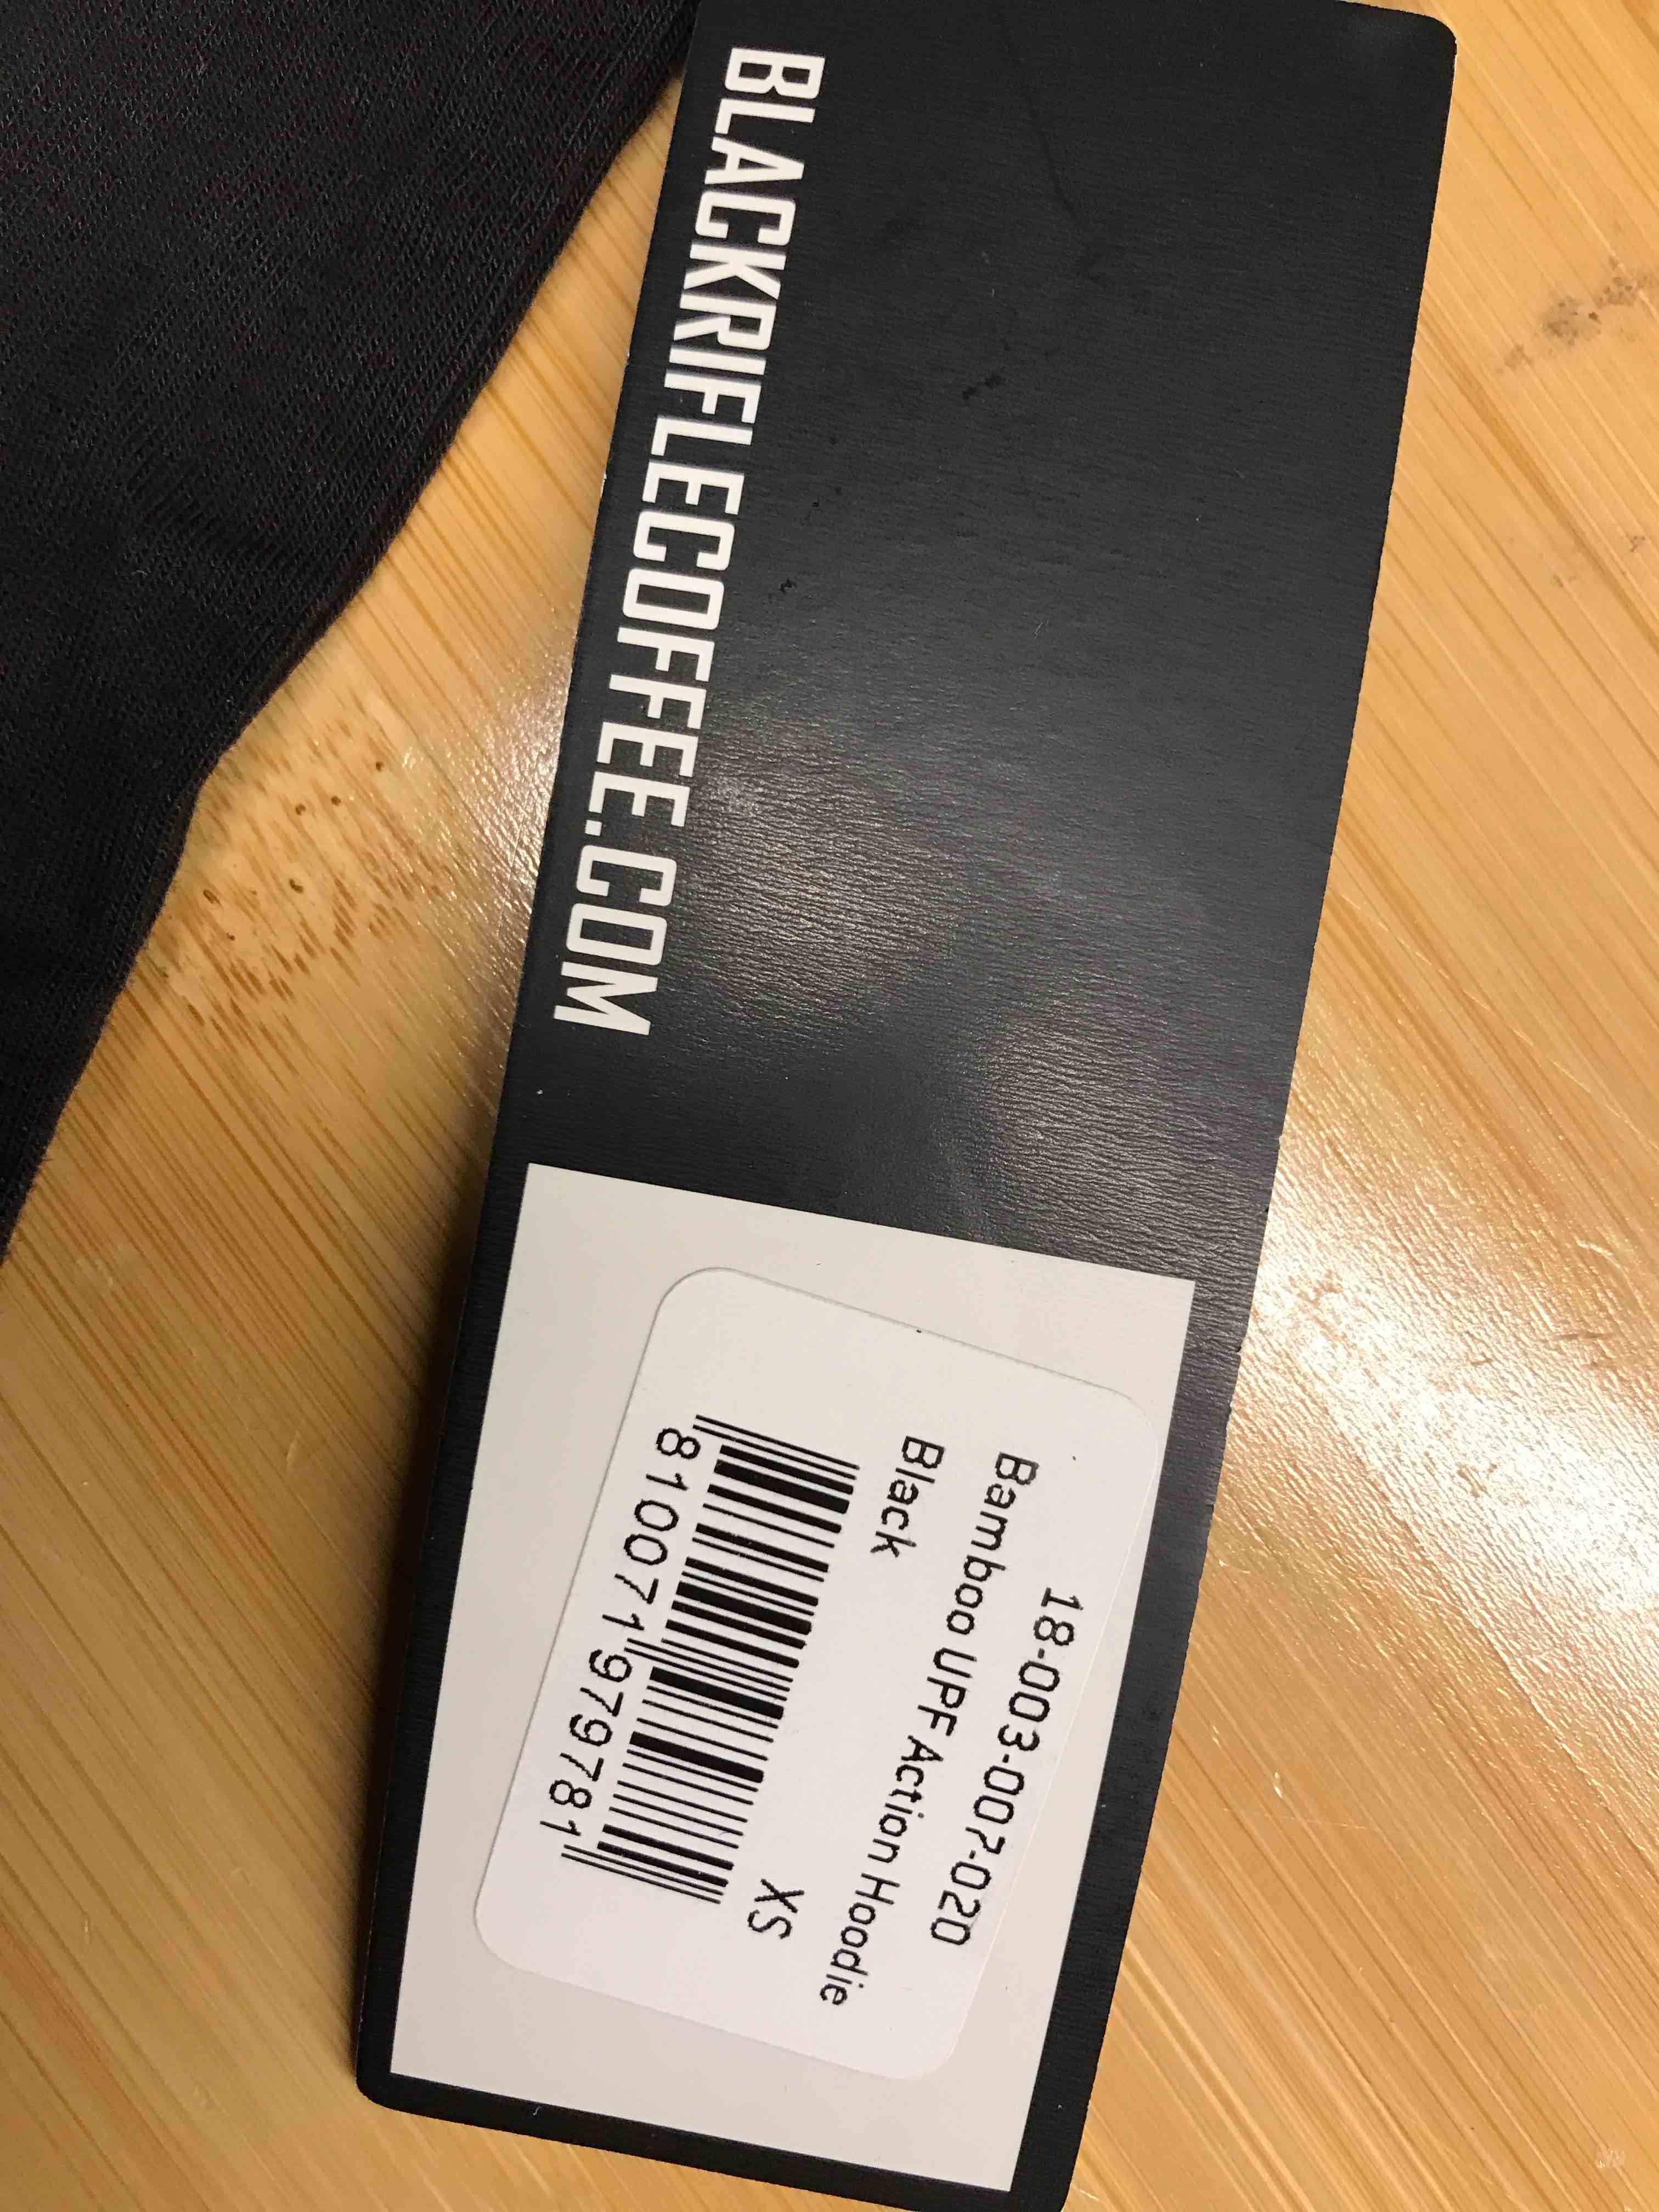 BLACKRIFLECOFFEE.COM
18-003-007-020
Bamboo UPF Action Hoodie
Black
XS
810071979781